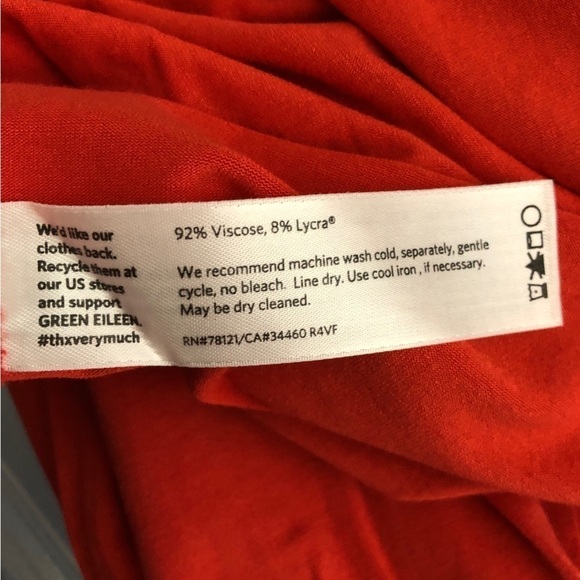 We'd like our
clothes back.
Recycle them at
our US stores
and support
GREEN EILEEN.
#thxverymuch
92% Viscose, 8% Lycra®
We recommend machine wash cold, separately, gentle
cycle, no bleach. Line dry. Use cool iron , if necessary.
May be dry cleaned.
RN#78121/CA#34460 R4VF